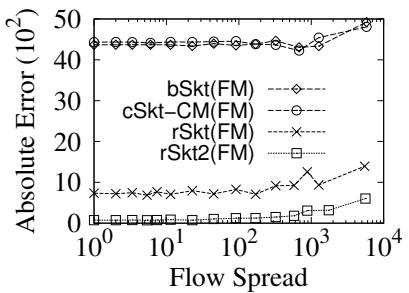 Absolute Error (10²)
50
40
30
20
10
0
bSkt(FM)
cSkt-CM(FM)
rSkt(FM)
rSkt2(FM)
10⁰ 10¹ 10² 10³ 10⁴
Flow Spread